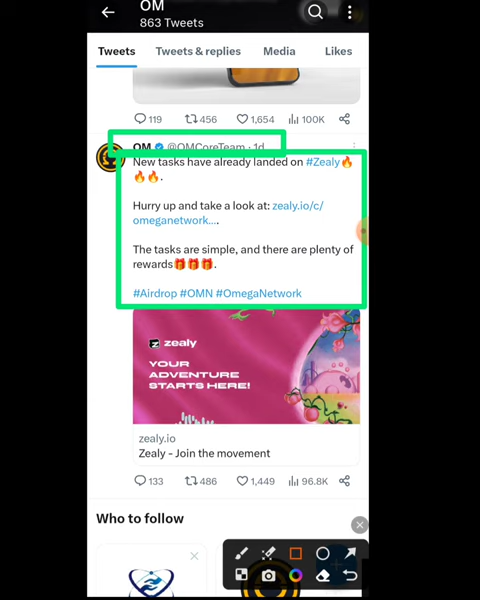 OM
863 Tweets
Tweets
Tweets & replies
Media
Likes
119
456
1,654
100K
OM @OMCoreTeam · 1d
New tasks have already landed on #Zealy🔥
🔥🔥.
Hurry up and take a look at: zealy.io/c/
omeganetwork....
The tasks are simple, and there are plenty of
rewards🎁🎁🎁.
#Airdrop #OMN #OmegaNetwork
zealy
YOUR
ADVENTURE
STARTS HERE!
zealy.io
Zealy - Join the movement
133
486
1,449
96.8K
Who to follow